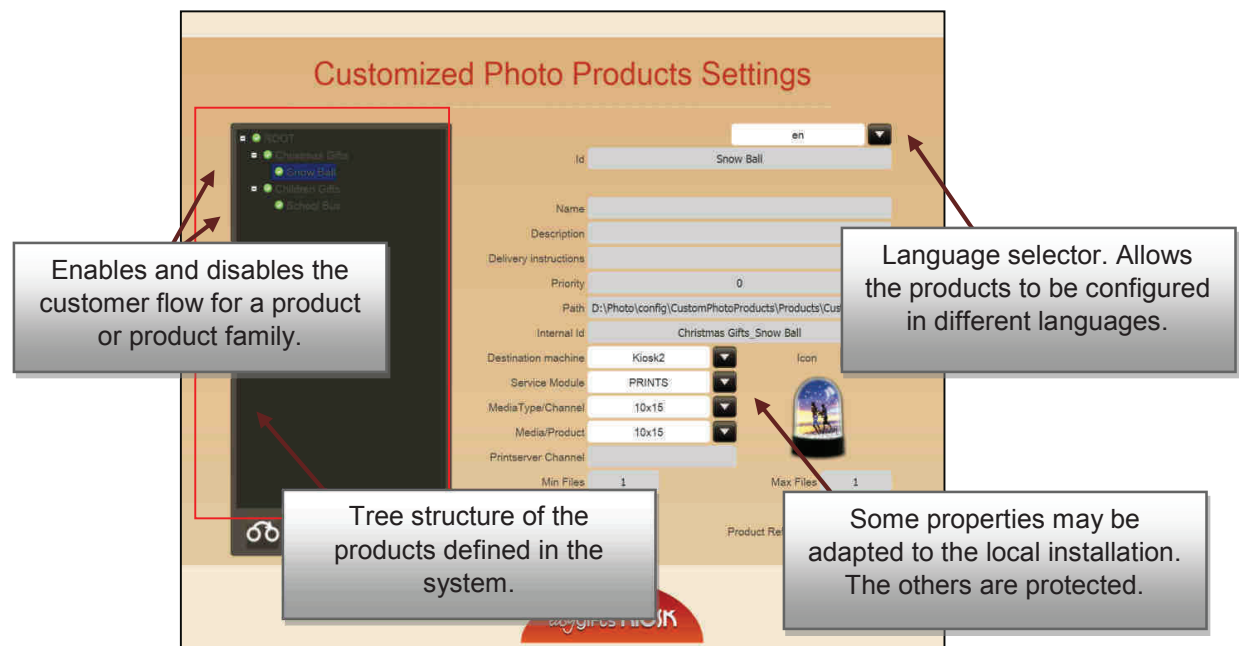 Customized Photo Products Settings
ROOT
Christmas Gifts
Snow Ball
Children Gifts
School Bus
en
Id Snow Ball
Name
Description
Delivery instructions
Priority 0
Path D:\Photo\config\CustomPhotoProducts\Products\Cus
Internal Id Christmas Gifts_Snow Ball
Destination machine Kiosk2 Icon
Service Module PRINTS
MediaType/Channel 10x15
Media/Product 10x15
Printserver Channel
Min Files 1 Max Files 1
Product Ref
Enables and disables the
customer flow for a product
or product family.
Language selector. Allows
the products to be configured
in different languages.
Tree structure of the
products defined in the
system.
Some properties may be
adapted to the local installation.
The others are protected.